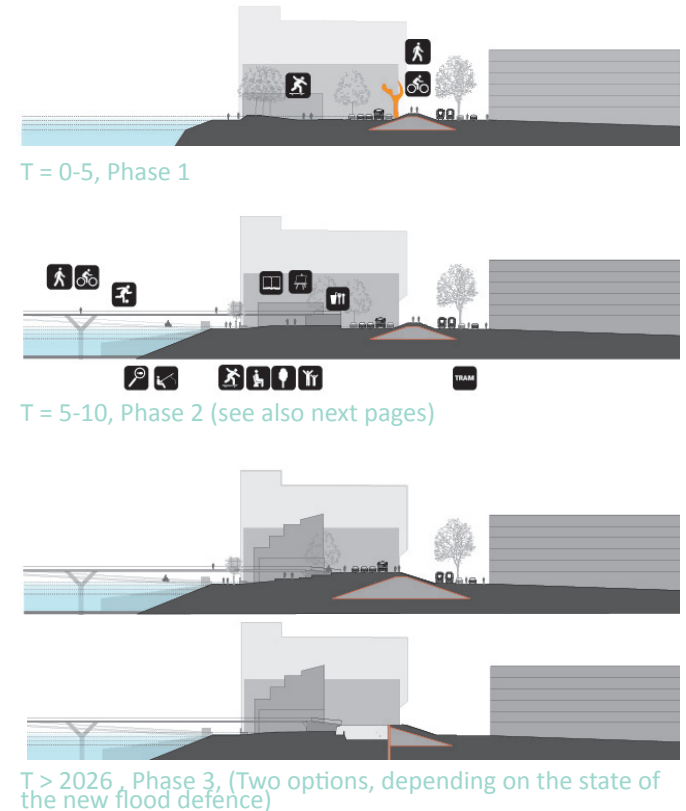 T = 0-5, Phase 1
TRAM
T = 5-10, Phase 2 (see also next pages)
T > 2026 , Phase 3, (Two options, depending on the state of
the new flood defence)